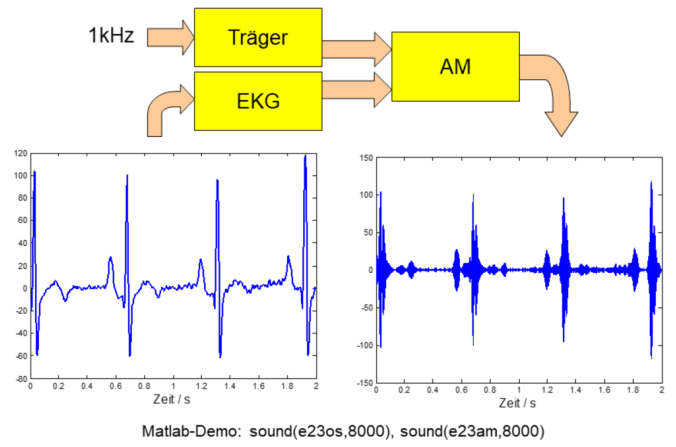 1kHz
Träger
AM
EKG
120
100
80
60
40
20
0
-20
-40
-60
-80
0 0.2 0.4 0.6 0.8 1 1.2 1.4 1.6 1.8 2
Zeit / s
150
100
50
0
-50
-100
-150
0 0.2 0.4 0.6 0.8 1 1.2 1.4 1.6 1.8 2
Zeit / s
Matlab-Demo: sound(e23os,8000), sound(e23am,8000)